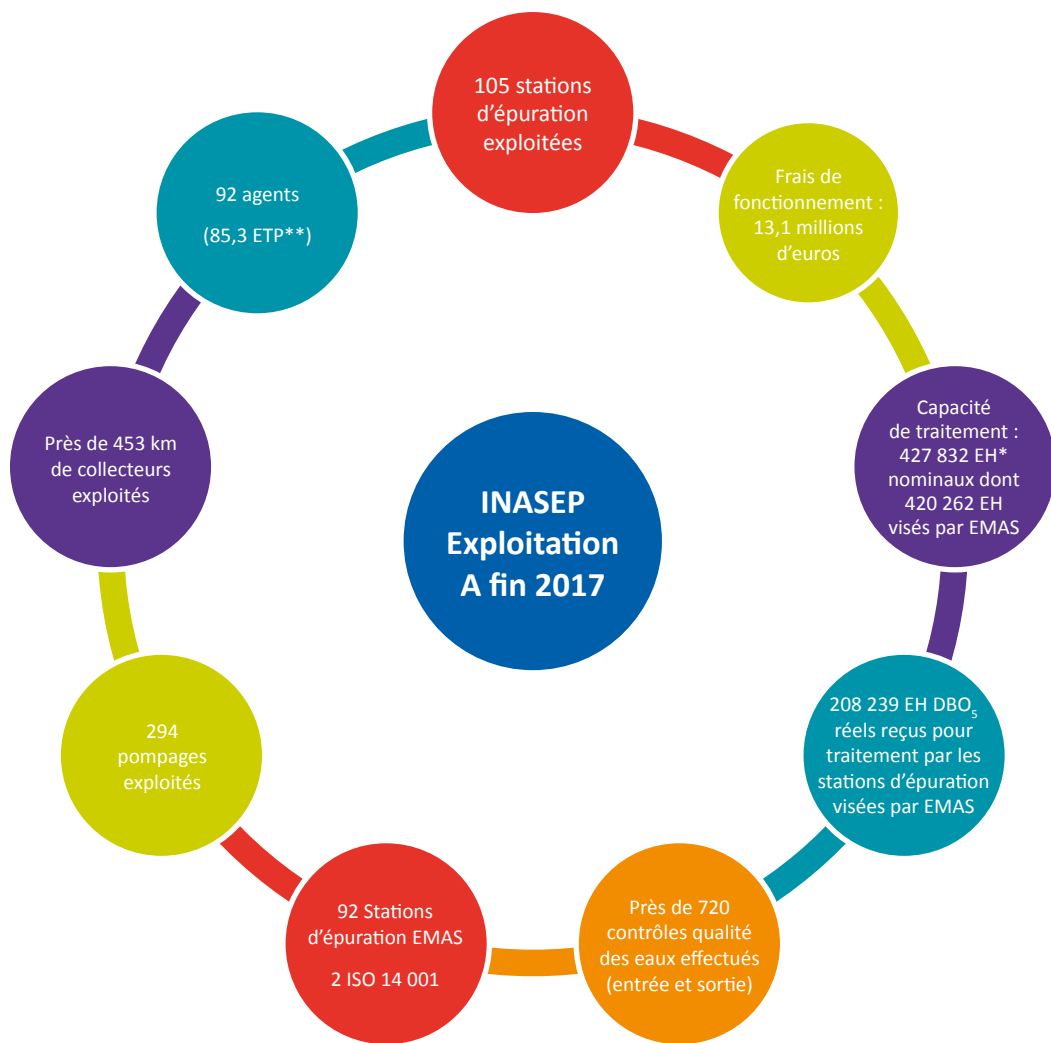 105 stations
d'épuration
exploitées
Frais de
fonctionnement :
13,1 millions
d'euros
Capacité
de traitement :
427 832 EH*
nominaux dont
420 262 EH
visés par EMAS
208 239 EH DBO₅
réels reçus pour
traitement par les
stations d'épuration
visées par EMAS
Près de 720
contrôles qualité
des eaux effectués
(entrée et sortie)
92 Stations
d'épuration EMAS
2 ISO 14 001
294
pompages
exploités
Près de 453 km
de collecteurs
exploités
92 agents
(85,3 ETP**)
INASEP
Exploitation
A fin 2017